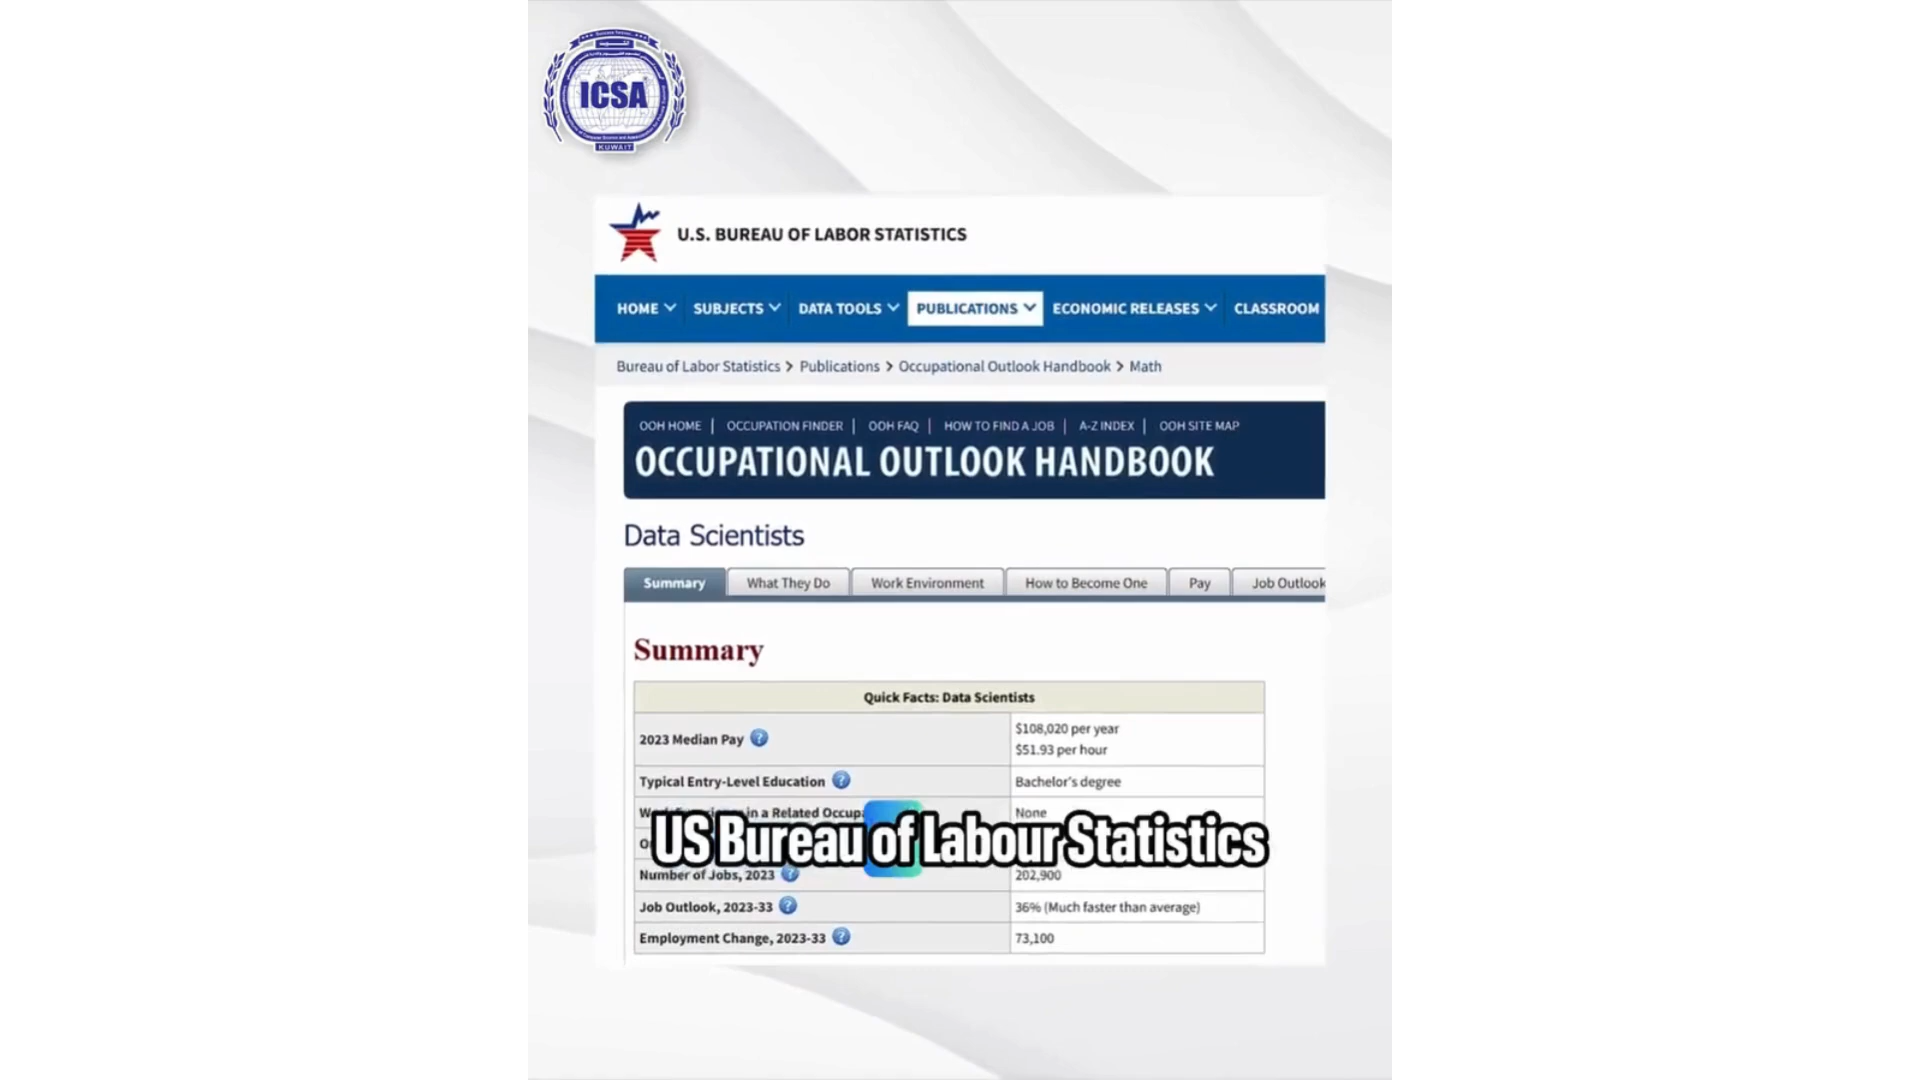 ICSA
KUWAIT
U.S. BUREAU OF LABOR STATISTICS
HOME SUBJECTS DATA TOOLS PUBLICATIONS ECONOMIC RELEASES CLASSROOM
Bureau of Labor Statistics > Publications > Occupational Outlook Handbook > Math
OOH HOME | OCCUPATION FINDER | OOH FAQ | HOW TO FIND A JOB | A-Z INDEX | OOH SITE MAP
OCCUPATIONAL OUTLOOK HANDBOOK
Data Scientists
Summary What They Do Work Environment How to Become One Pay Job Outlook
Summary
Quick Facts: Data Scientists
2023 Median Pay ? $108,020 per year
$51.93 per hour
Typical Entry-Level Education ? Bachelor's degree
in a Related None
US Bureau of Labour Statistics
Number of Jobs, 2023 ? 202,900
Job Outlook, 2023-33 ? 36% (Much faster than average)
Employment Change, 2023-33 ? 73,100